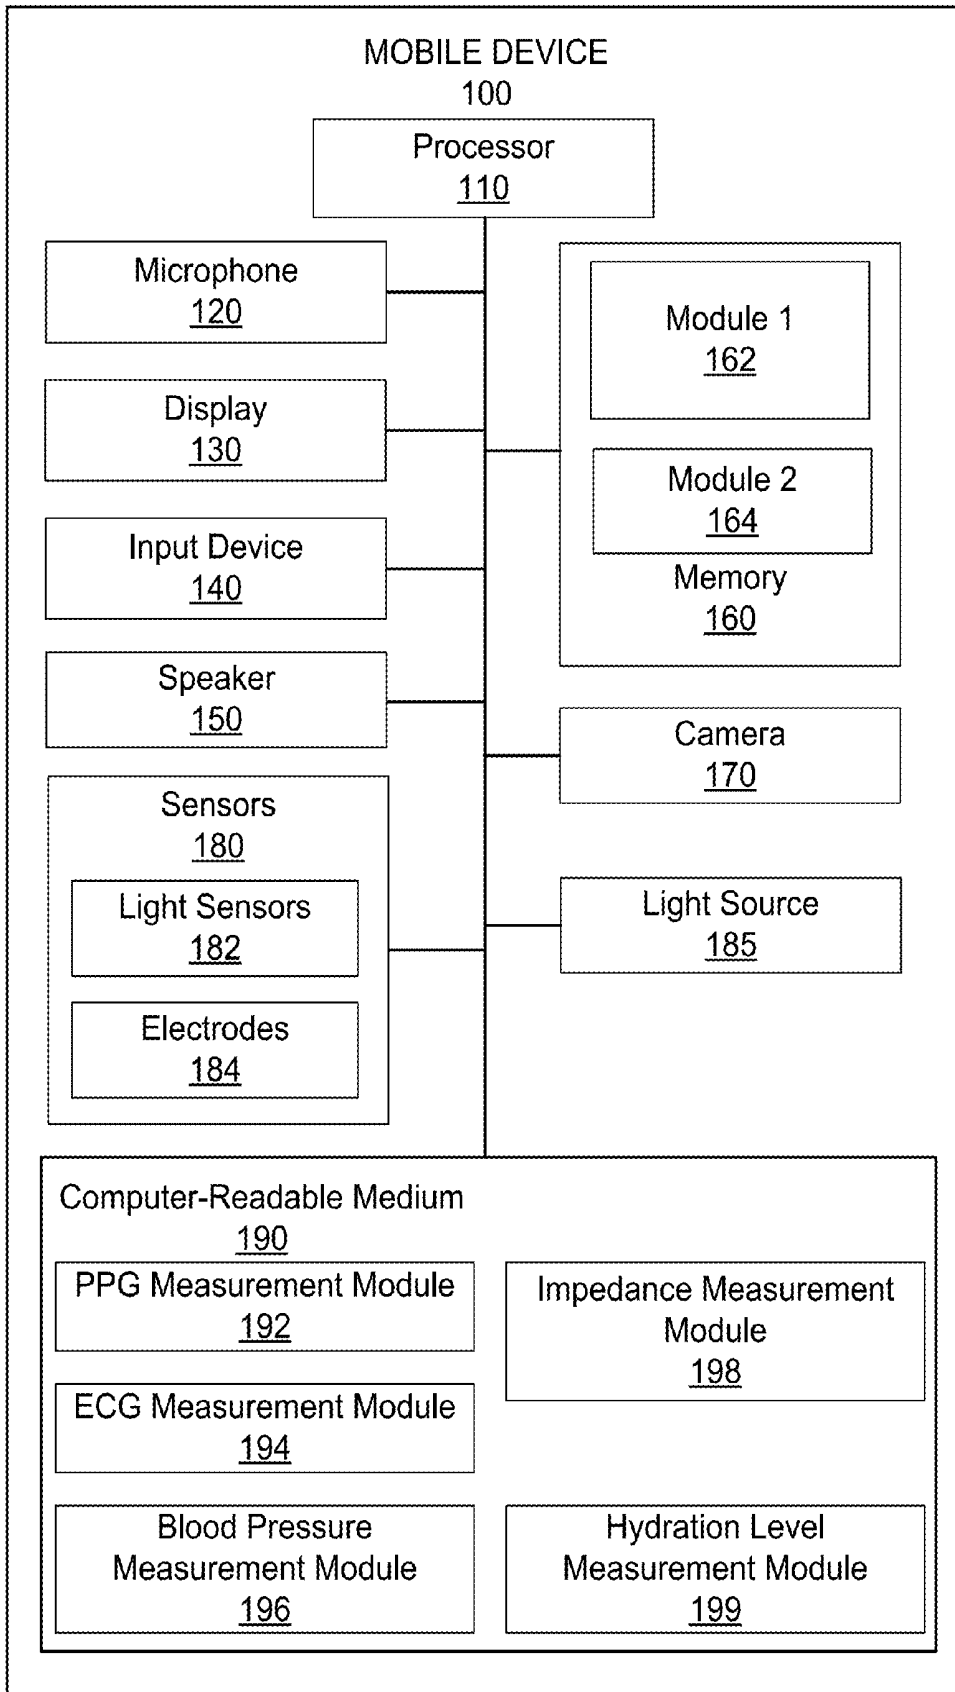 MOBILE DEVICE
100
Processor
110
Microphone
120
Display
130
Input Device
140
Speaker
150
Sensors
180
Light Sensors
182
Electrodes
184
Module 1
162
Module 2
164
Memory
160
Camera
170
Light Source
185
Computer-Readable Medium
190
PPG Measurement Module
192
ECG Measurement Module
194
Blood Pressure
Measurement Module
196
Impedance Measurement
Module
198
Hydration Level
Measurement Module
199